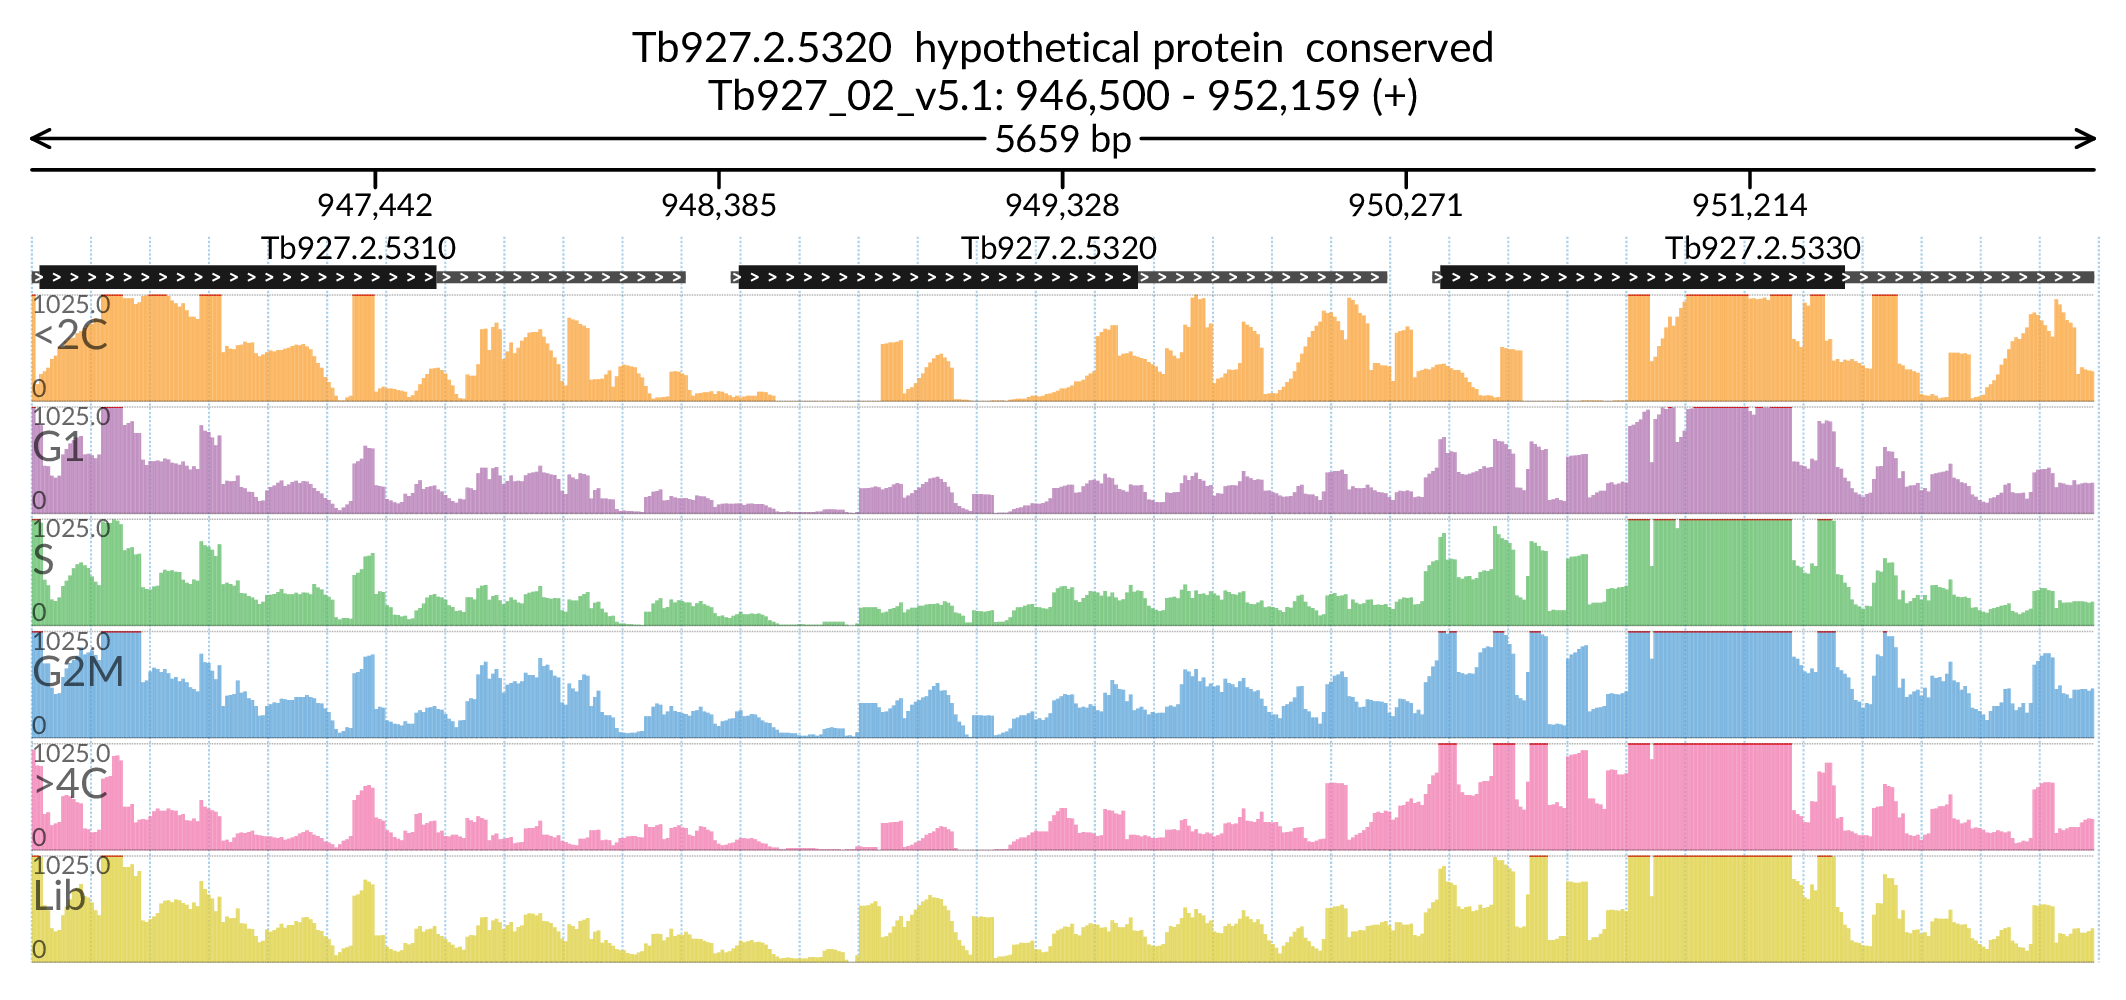 Tb927.2.5320 hypothetical protein conserved
Tb927_02_v5.1: 946,500 - 952,159 (+)
5659 bp
947,442 948,385 949,328 950,271 951,214
Tb927.2.5310 Tb927.2.5320 Tb927.2.5330
1025.0
<2C
0
1025.0
G1
0
1025.0
S
0
1025.0
G2M
0
1025.0
>4C
0
1025.0
Lib
0